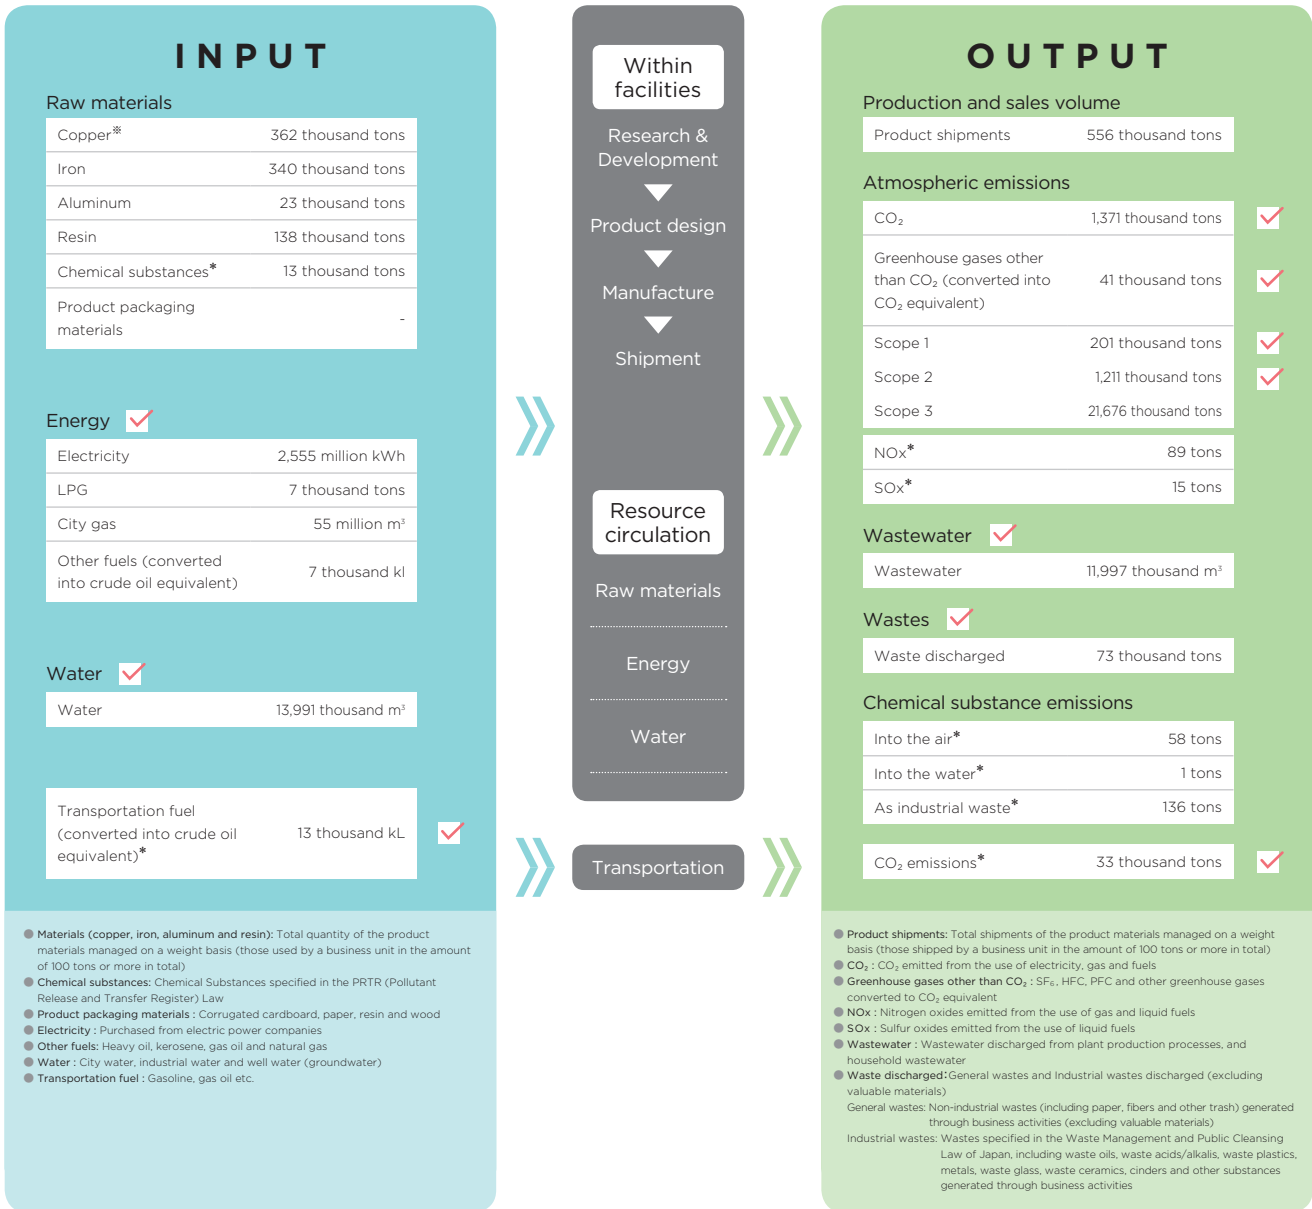 INPUT
Raw materials
Copper※ 362 thousand tons
Iron 340 thousand tons
Aluminum 23 thousand tons
Resin 138 thousand tons
Chemical substances* 13 thousand tons
Product packaging
materials -
Energy
Electricity 2,555 million kWh
LPG 7 thousand tons
City gas 55 million m³
Other fuels (converted
into crude oil equivalent) 7 thousand kl
Water
Water 13,991 thousand m³
Transportation fuel
(converted into crude oil 13 thousand kL
equivalent)*
● Materials (copper, iron, aluminum and resin): Total quantity of the product
materials managed on a weight basis (those used by a business unit in the amount
of 100 tons or more in total)
● Chemical substances: Chemical Substances specified in the PRTR (Pollutant
Release and Transfer Register) Law
● Product packaging materials : Corrugated cardboard, paper, resin and wood
● Electricity : Purchased from electric power companies
● Other fuels: Heavy oil, kerosene, gas oil and natural gas
● Water : City water, industrial water and well water (groundwater)
● Transportation fuel : Gasoline, gas oil etc.
Within
facilities
Research &
Development
Product design
Manufacture
Shipment
Resource
circulation
Raw materials
Energy
Water
Transportation
OUTPUT
Production and sales volume
Product shipments 556 thousand tons
Atmospheric emissions
CO₂ 1,371 thousand tons
Greenhouse gases other
than CO₂ (converted into 41 thousand tons
CO₂ equivalent)
Scope 1 201 thousand tons
Scope 2 1,211 thousand tons
Scope 3 21,676 thousand tons
NOx* 89 tons
SOx* 15 tons
Wastewater
Wastewater 11,997 thousand m³
Wastes
Waste discharged 73 thousand tons
Chemical substance emissions
Into the air* 58 tons
Into the water* 1 tons
As industrial waste* 136 tons
CO₂ emissions* 33 thousand tons
● Product shipments: Total shipments of the product materials managed on a weight
basis (those shipped by a business unit in the amount of 100 tons or more in total)
● CO₂ : CO₂ emitted from the use of electricity, gas and fuels
● Greenhouse gases other than CO₂ : SF₆, HFC, PFC and other greenhouse gases
converted to CO₂ equivalent
● NOx : Nitrogen oxides emitted from the use of gas and liquid fuels
● SOx : Sulfur oxides emitted from the use of liquid fuels
● Wastewater : Wastewater discharged from plant production processes, and
household wastewater
● Waste discharged：General wastes and Industrial wastes discharged (excluding
valuable materials)
General wastes: Non-industrial wastes (including paper, fibers and other trash) generated
through business activities (excluding valuable materials)
Industrial wastes: Wastes specified in the Waste Management and Public Cleansing
Law of Japan, including waste oils, waste acids/alkalis, waste plastics,
metals, waste glass, waste ceramics, cinders and other substances
generated through business activities